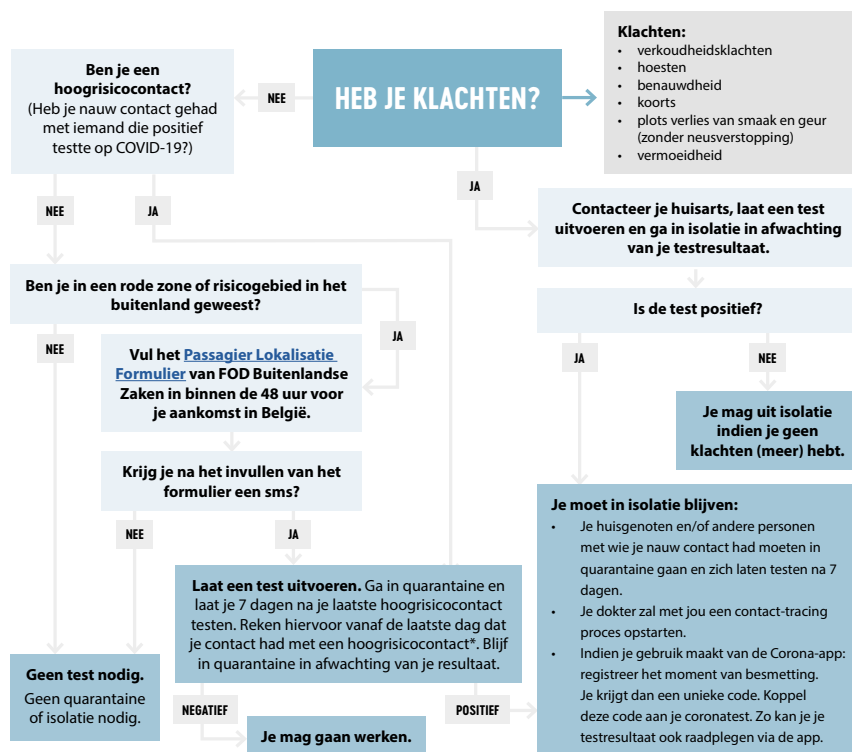 HEB JE KLACHTEN?
Klachten:
• verkoudheidsklachten
• hoesten
• benauwdheid
• koorts
• plots verlies van smaak en geur
(zonder neusverstopping)
• vermoeidheid
NEE
Ben je een
hoogrisicocontact?
(Heb je nauw contact gehad
met iemand die positief
testte op COVID-19?)
JA
Contacteer je huisarts, laat een test
uitvoeren en ga in isolatie in afwachting
van je testresultaat.
NEE
JA
Ben je in een rode zone of risicogebied in het
buitenland geweest?
Is de test positief?
NEE
JA
JA
NEE
Vul het Passagier Lokalisatie
Formulier van FOD Buitenlandse
Zaken in binnen de 48 uur voor
je aankomst in België.
Je mag uit isolatie
indien je geen
klachten (meer) hebt.
Krijg je na het invullen van het
formulier een sms?
NEE
JA
Je moet in isolatie blijven:
• Je huisgenoten en/of andere personen
met wie je nauw contact had moeten in
quarantaine gaan en zich laten testen na 7
dagen.
• Je dokter zal met jou een contact-tracing
proces opstarten.
• Indien je gebruik maakt van de Corona-app:
registreer het moment van besmetting.
Je krijgt dan een unieke code. Koppel
deze code aan je coronatest. Zo kan je je
testresultaat ook raadplegen via de app.
Laat een test uitvoeren. Ga in quarantaine en
laat je 7 dagen na je laatste hoogrisicocontact
testen. Reken hiervoor vanaf de laatste dag dat
je contact had met een hoogrisicocontact*. Blijf
in quarantaine in afwachting van je resultaat.
Geen test nodig.
Geen quarantaine
of isolatie nodig.
NEGATIEF
POSITIEF
Je mag gaan werken.